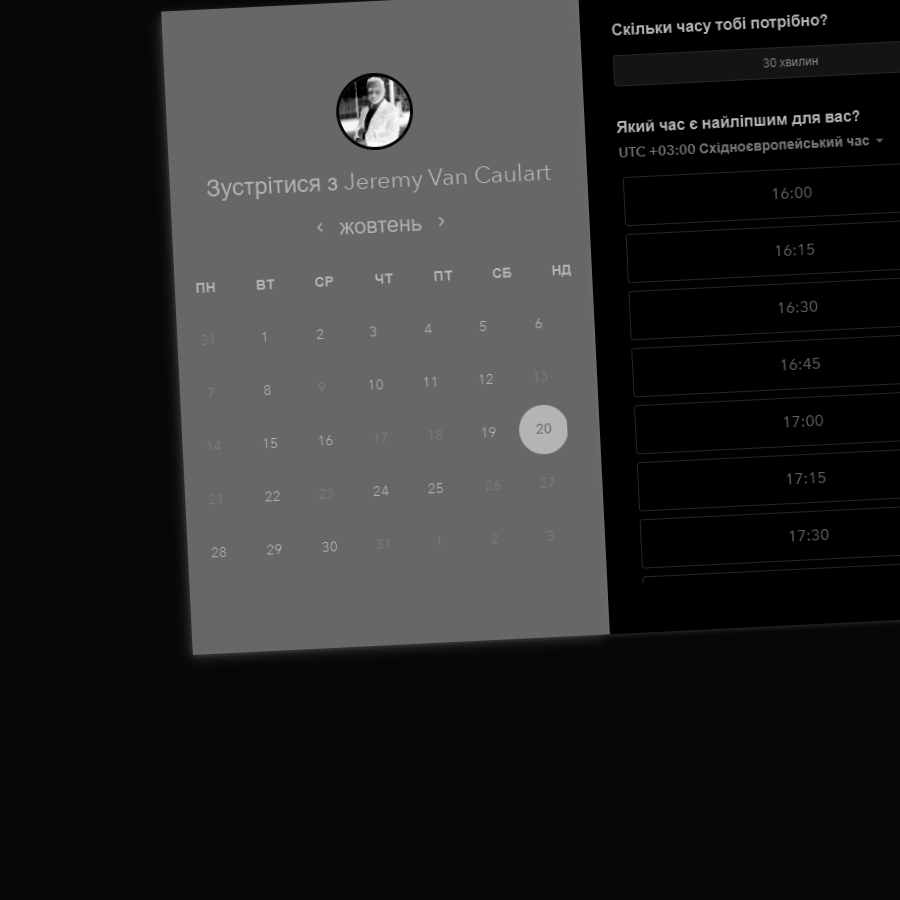 Зустрітися з Jeremy Van Caulart
жовтень
ПН ВТ СР ЧТ ПТ СБ НД
31 1 2 3 4 5 6
7 8 9 10 11 12 13
14 15 16 17 18 19 20
21 22 23 24 25 26 27
28 29 30 31 1 2 3
Скільки часу тобі потрібно?
30 хвилин
Який час є найліпшим для вас?
UTC +03:00 Східноєвропейський час
16:00
16:15
16:30
16:45
17:00
17:15
17:30